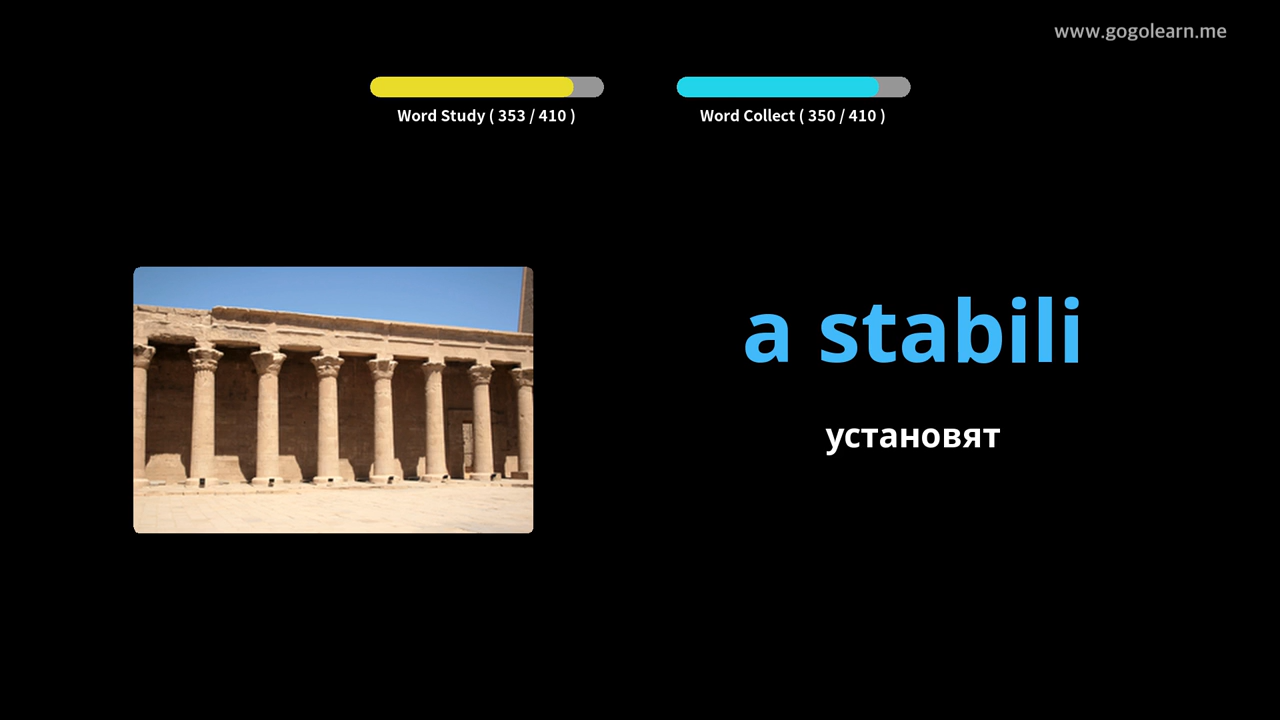 www.gogolearn.me
Word Study ( 353 / 410 )
Word Collect ( 350 / 410 )
a stabili
установят